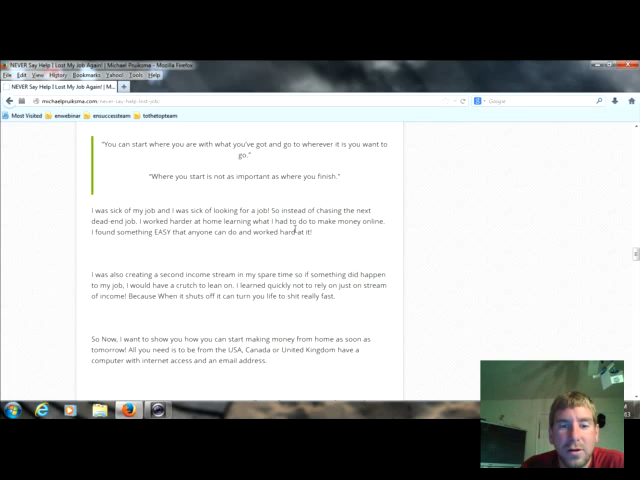 NEVER Say Help I Lost My Job Again! | Michael Pruiksma - Mozilla Firefox
File Edit View History Bookmarks Yahoo! Tools Help
NEVER Say Help I Lost My Job Again! | M...
michaelpruiksma.com/never-say-help-lost-job/
Google
Most Visited enwebinar ensuccessteam tothetopteam
"You can start where you are with what you've got and go to wherever it is you want to
go."
"Where you start is not as important as where you finish."
I was sick of my job and I was sick of looking for a job! So instead of chasing the next
dead-end job. I worked harder at home learning what I had to do to make money online.
I found something EASY that anyone can do and worked hard at it!
I was also creating a second income stream in my spare time so if something did happen
to my job, I would have a crutch to lean on. I learned quickly not to rely on just on stream
of income! Because When it shuts off it can turn you life to shit really fast.
So Now, I want to show you how you can start making money from home as soon as
tomorrow! All you need is to be from the USA, Canada or United Kingdom have a
computer with internet access and an email address.